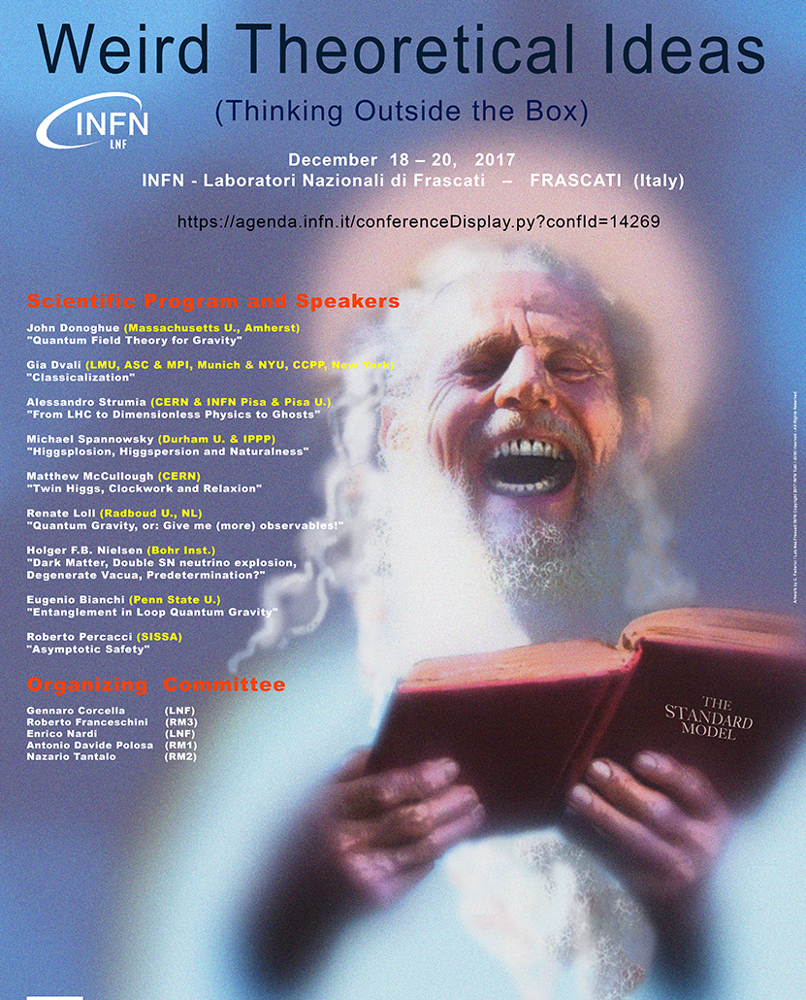 Weird Theoretical Ideas
(Thinking Outside the Box)
INFN
LNF
December 18 – 20, 2017
INFN - Laboratori Nazionali di Frascati – FRASCATI (Italy)
https://agenda.infn.it/conferenceDisplay.py?confId=14269
Scientific Program and Speakers
John Donoghue (Massachusetts U., Amherst)
"Quantum Field Theory for Gravity"
Gia Dvali (LMU, ASC & MPI, Munich & NYU, CCPP, New York)
"Classicalization"
Alessandro Strumia (CERN & INFN Pisa & Pisa U.)
"From LHC to Dimensionless Physics to Ghosts"
Michael Spannowsky (Durham U. & IPPP)
"Higgsplosion, Higgspersion and Naturalness"
Matthew McCullough (CERN)
"Twin Higgs, Clockwork and Relaxion"
Renate Loll (Radboud U., NL)
"Quantum Gravity, or: Give me (more) observables!"
Holger F.B. Nielsen (Bohr Inst.)
"Dark Matter, Double SN neutrino explosion,
Degenerate Vacua, Predetermination?"
Eugenio Bianchi (Penn State U.)
"Entanglement in Loop Quantum Gravity"
Roberto Percacci (SISSA)
"Asymptotic Safety"
Organizing Committee
Gennaro Corcella (LNF)
Roberto Franceschini (RM3)
Enrico Nardi (LNF)
Antonio Davide Polosa (RM1)
Nazario Tantalo (RM2)
THE
STANDARD
MODEL